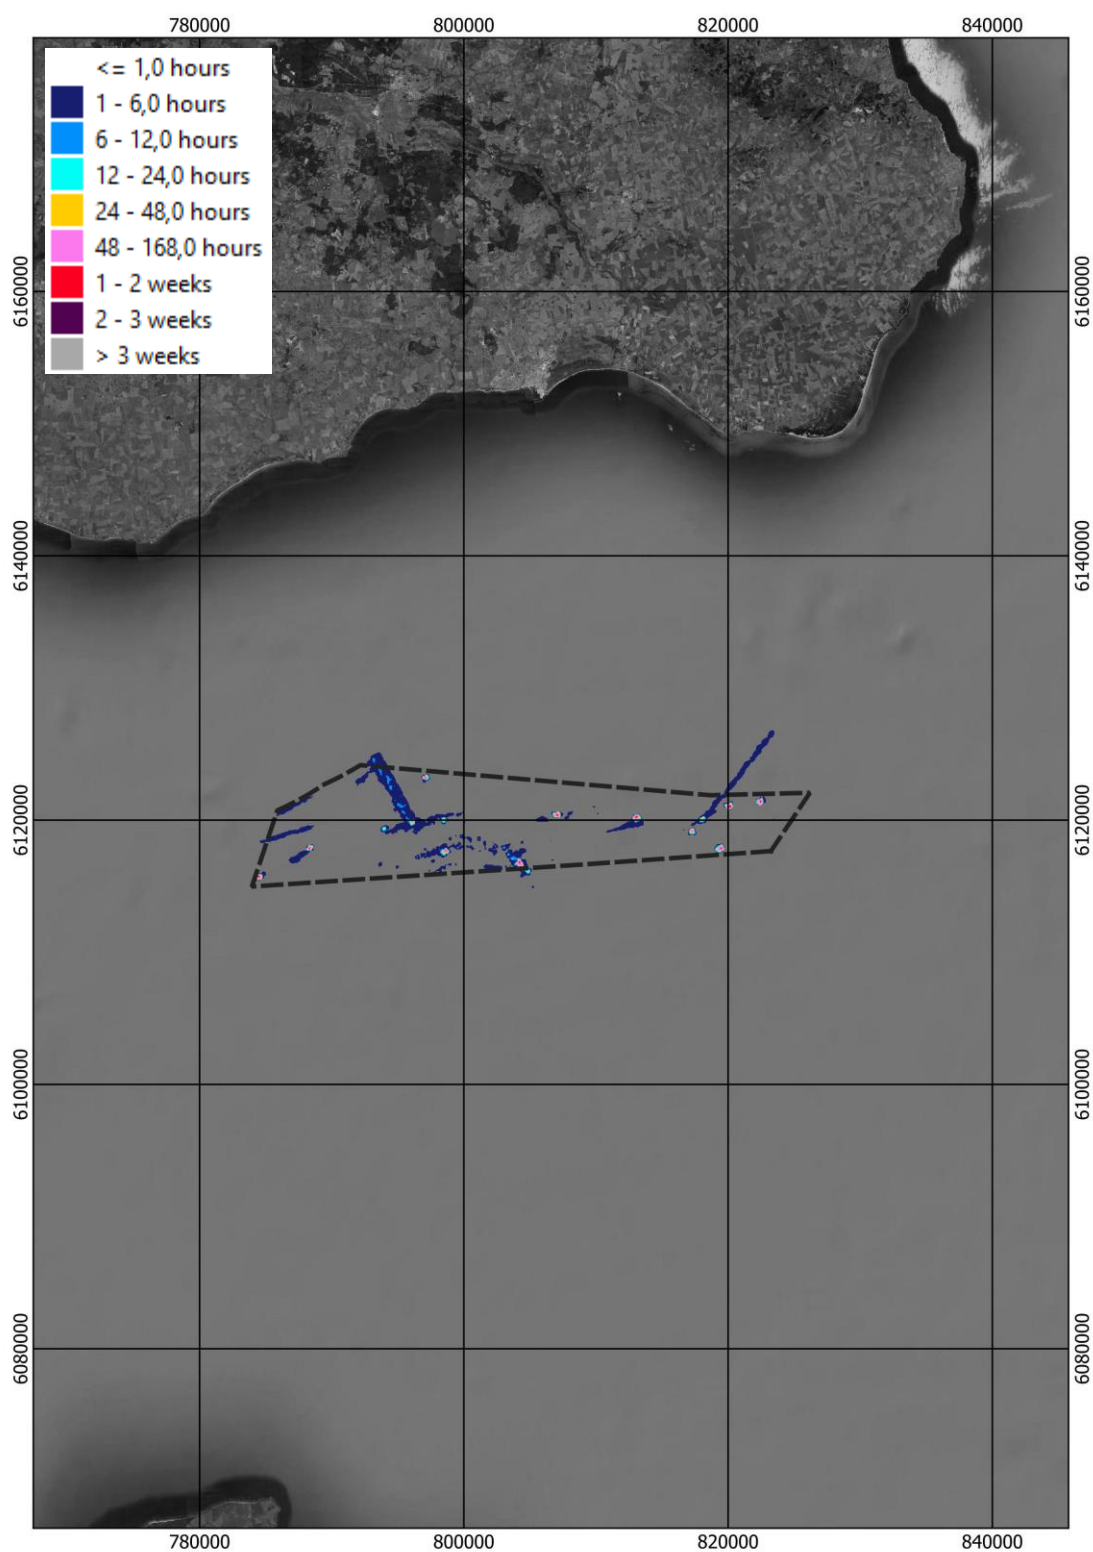 780000 800000 820000 840000
<= 1,0 hours
1 - 6,0 hours
6 - 12,0 hours
12 - 24,0 hours
24 - 48,0 hours
48 - 168,0 hours
1 - 2 weeks
2 - 3 weeks
> 3 weeks
6160000 6160000
6140000 6140000
6120000 6120000
6100000 6100000
6080000 6080000
780000 800000 820000 840000